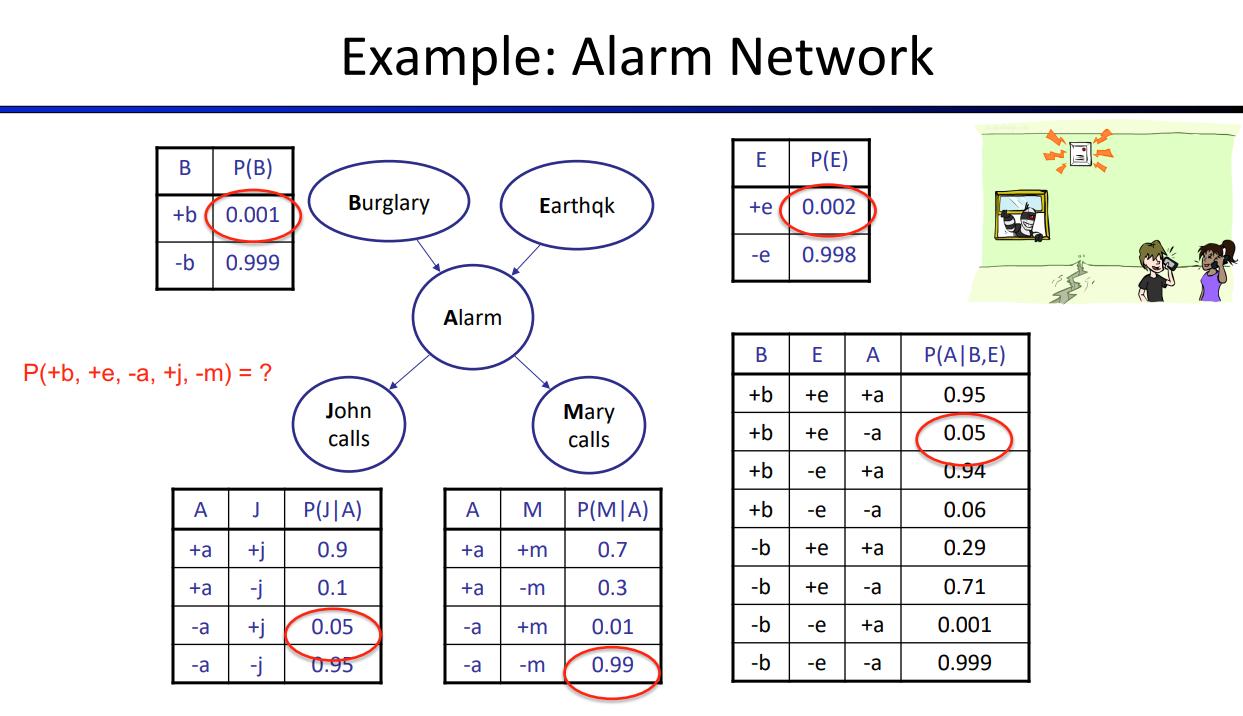 Example: Alarm Network
B P(B)
+b 0.001
-b 0.999
Burglary
Earthqk
E P(E)
+e 0.002
-e 0.998
Alarm
P(+b, +e, -a, +j, -m) = ?
John
calls
Mary
calls
A J P(J|A)
+a +j 0.9
+a -j 0.1
-a +j 0.05
-a -j 0.95
A M P(M|A)
+a +m 0.7
+a -m 0.3
-a +m 0.01
-a -m 0.99
B E A P(A|B,E)
+b +e +a 0.95
+b +e -a 0.05
+b -e +a 0.94
+b -e -a 0.06
-b +e +a 0.29
-b +e -a 0.71
-b -e +a 0.001
-b -e -a 0.999